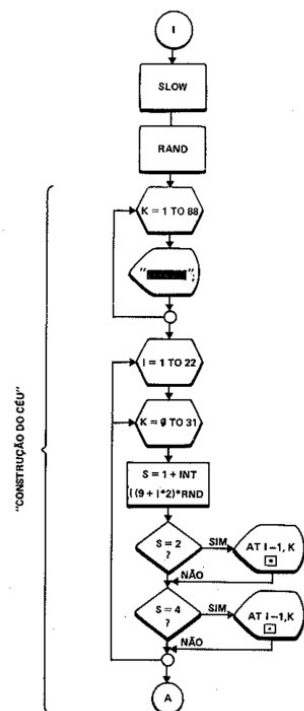 I
SLOW
RAND
K = 1 TO 88
"████████";
I = 1 TO 22
K = 0 TO 31
S = 1 + INT
((9 + I*2)*RND
S = 2
?
SIM
AT I–1, K
NÃO
S = 4
?
SIM
AT I–1,K
NÃO
A
"CONSTRUÇÃO DO CÉU"